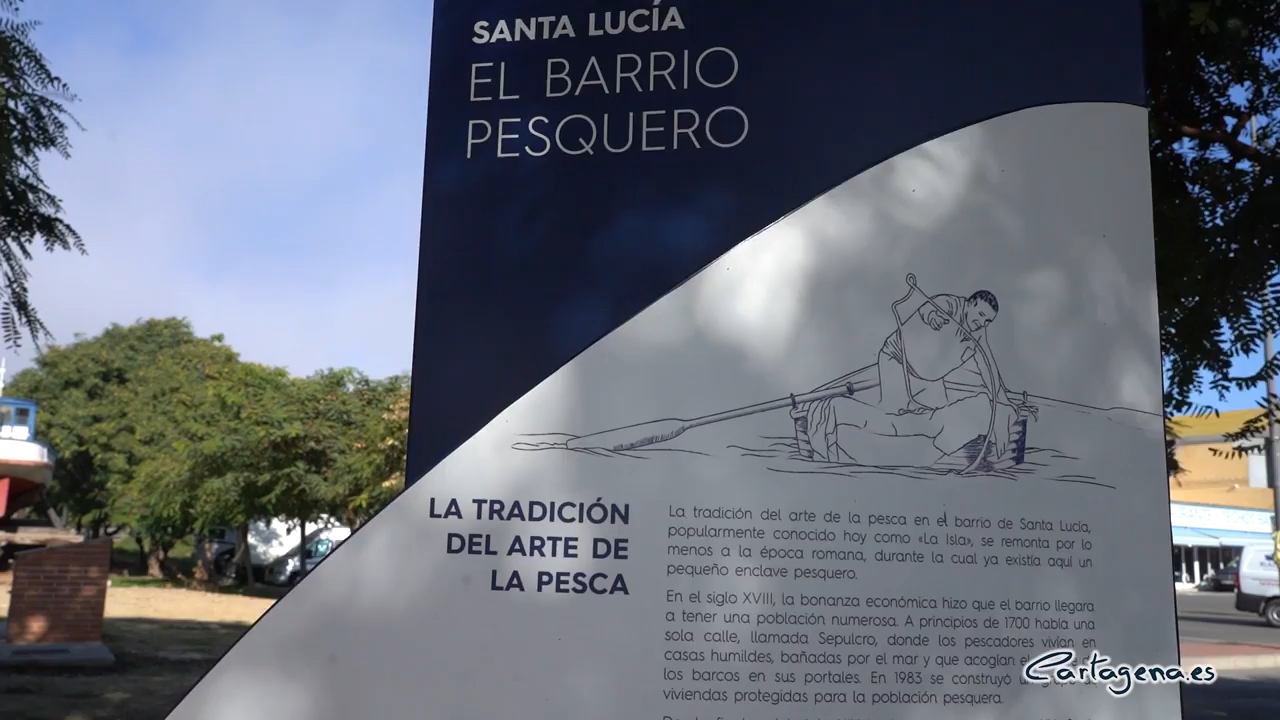 SANTA LUCÍA
EL BARRIO
PESQUERO
LA TRADICIÓN
DEL ARTE DE
LA PESCA
La tradición del arte de la pesca en el barrio de Santa Lucía,
popularmente conocido hoy como «La Isla», se remonta por lo
menos a la época romana, durante la cual ya existía aquí un
pequeño enclave pesquero.
En el siglo XVIII, la bonanza económica hizo que el barrio llegara
a tener una población numerosa. A principios de 1700 había una
sola calle, llamada Sepulcro, donde los pescadores vivían en
casas humildes, bañadas por el mar y que acogían
los barcos en sus portales. En 1983 se construyó
viviendas protegidas para la población pesquera.
Cartagena.es